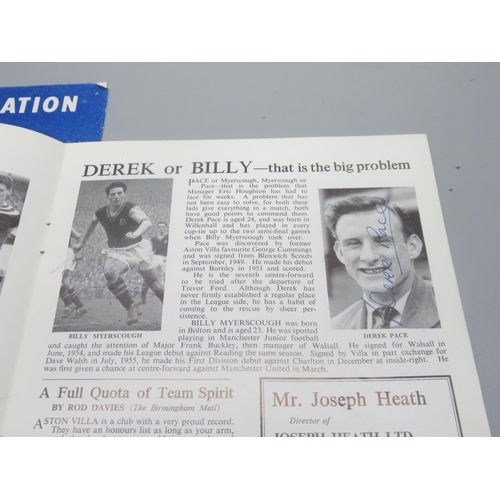 ATION
DEREK or BILLY—that is the big problem
PACE or Myerscough, Myerscough or
Pace—that is the problem that
Manager Eric Houghton has had to
face for weeks. A problem that has
not been easy to solve, for both these
lads give everything for a match, both
have good points to commend them.
Derek Pace is 24, and was born in
Willenhall and has played in every
cup-tie up to the two semi-final games
when Billy Myerscough took over.
Pace was discovered by former
Aston Villa favourite George Cummings
and was signed from Bloxwich Scouts
in September, 1949. He made his debut
against Burnley in 1951 and scored.
He is the seventh centre-forward
to be tried after the departure of
Trevor Ford. Although Derek has
never firmly established a regular place
in the League side, he has a habit of
coming to the rescue by sheer per-
sistence.
BILLY MYERSCOUGH was born
in Bolton and is aged 23. He was spotted
playing in Manchester Junior football
and caught the attention of Major Frank Buckley, then manager of Walsall. He signed for Walsall in
June, 1954, and made his League debut against Reading the same season. Signed by Villa in part exchange for
Dave Walsh in July, 1955, he made his First Division debut against Charlton in December at inside-right. He
was first given a chance at centre-forward against Manchester United in March.
BILLY MYERSCOUGH
Derek Pace
DEREK PACE
A Full Quota of Team Spirit
BY ROD DAVIES (The Birmingham Mail)
ASTON VILLA is a club with a very proud record.
They have an honours list as long as your arm,
Mr. Joseph Heath
Director of
JOSEPH HEATH LTD